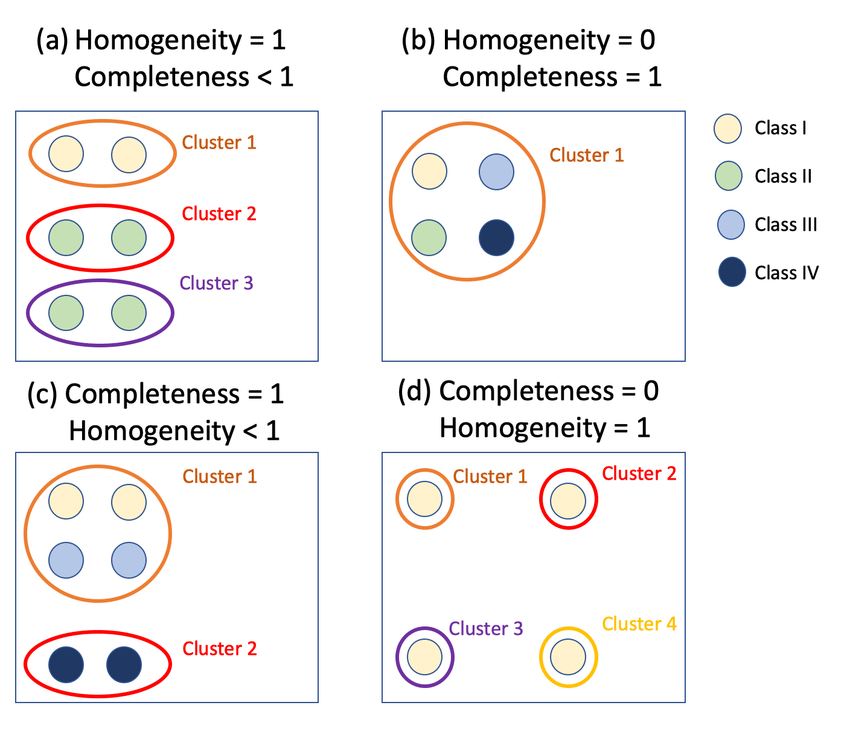 (a) Homogeneity = 1
Completeness < 1
(b) Homogeneity = 0
Completeness = 1
Cluster 1
Cluster 2
Cluster 3
Cluster 1
Class I
Class II
Class III
Class IV
(c) Completeness = 1
Homogeneity < 1
(d) Completeness = 0
Homogeneity = 1
Cluster 1
Cluster 2
Cluster 1
Cluster 2
Cluster 3
Cluster 4